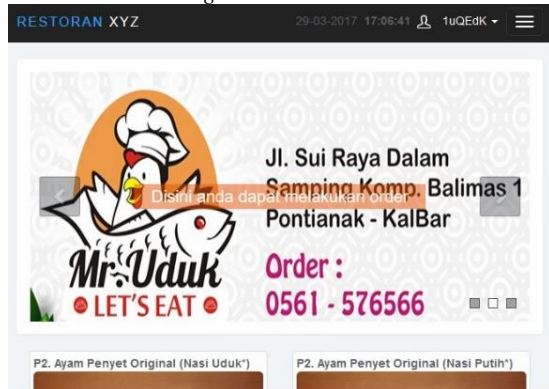 RESTORAN XYZ
29-03-2017 17:06:41 1uQEdK
Jl. Sui Raya Dalam
Samping Komp. Balimas 1
Disini anda dapat melakukan order
Pontianak - KalBar
Mr. Uduk
LET'S EAT
Order :
0561 - 576566
P2. Ayam Penyet Original (Nasi Uduk*)
P2. Ayam Penyet Original (Nasi Putih*)